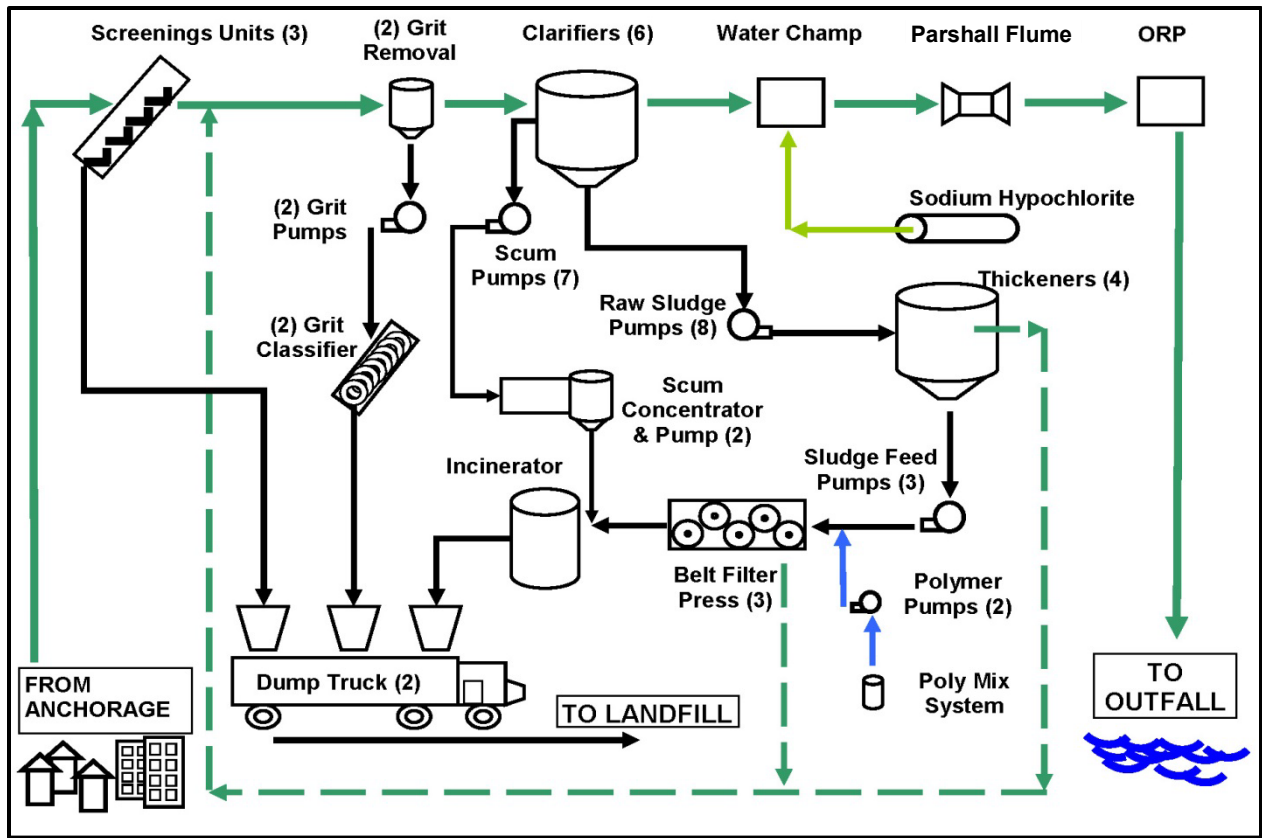 Screenings Units (3)
(2) Grit
Removal
Clarifiers (6)
Water Champ
Parshall Flume
ORP
(2) Grit
Pumps
Scum
Pumps (7)
Sodium Hypochlorite
Raw Sludge
Pumps (8)
Thickeners (4)
(2) Grit
Classifier
Scum
Concentrator
& Pump (2)
Incinerator
Sludge Feed
Pumps (3)
Belt Filter
Press (3)
Polymer
Pumps (2)
Poly Mix
System
FROM
ANCHORAGE
Dump Truck (2)
TO LANDFILL
TO
OUTFALL